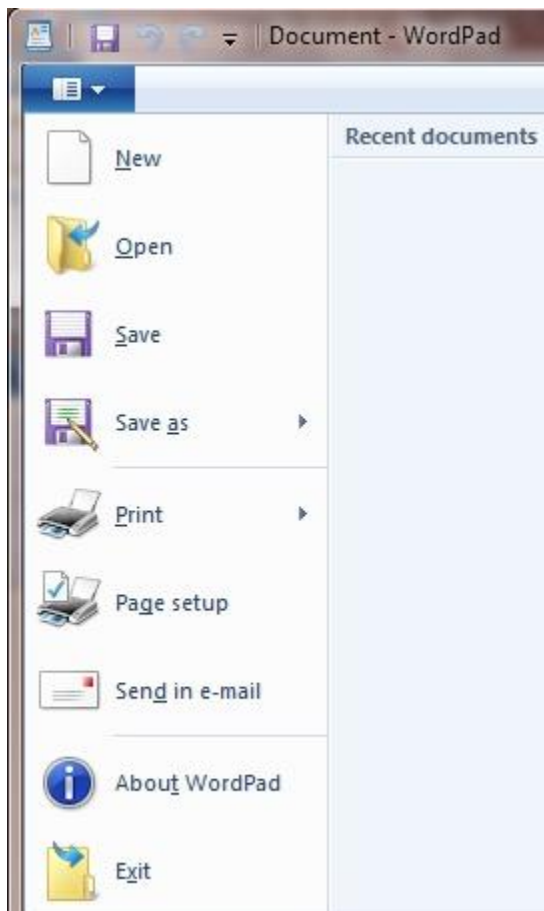 Document - WordPad
Recent documents
New
Open
Save
Save as
Print
Page setup
Send in e-mail
About WordPad
Exit